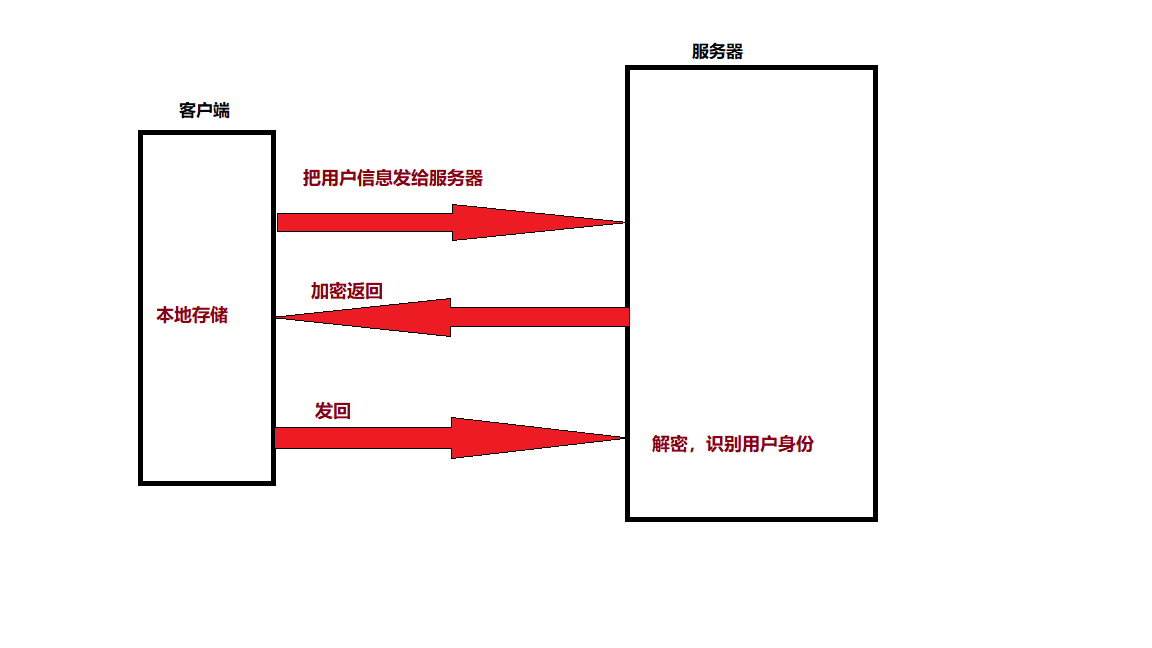 服务器
客户端
把用户信息发给服务器
加密返回
本地存储
发回
解密，识别用户身份